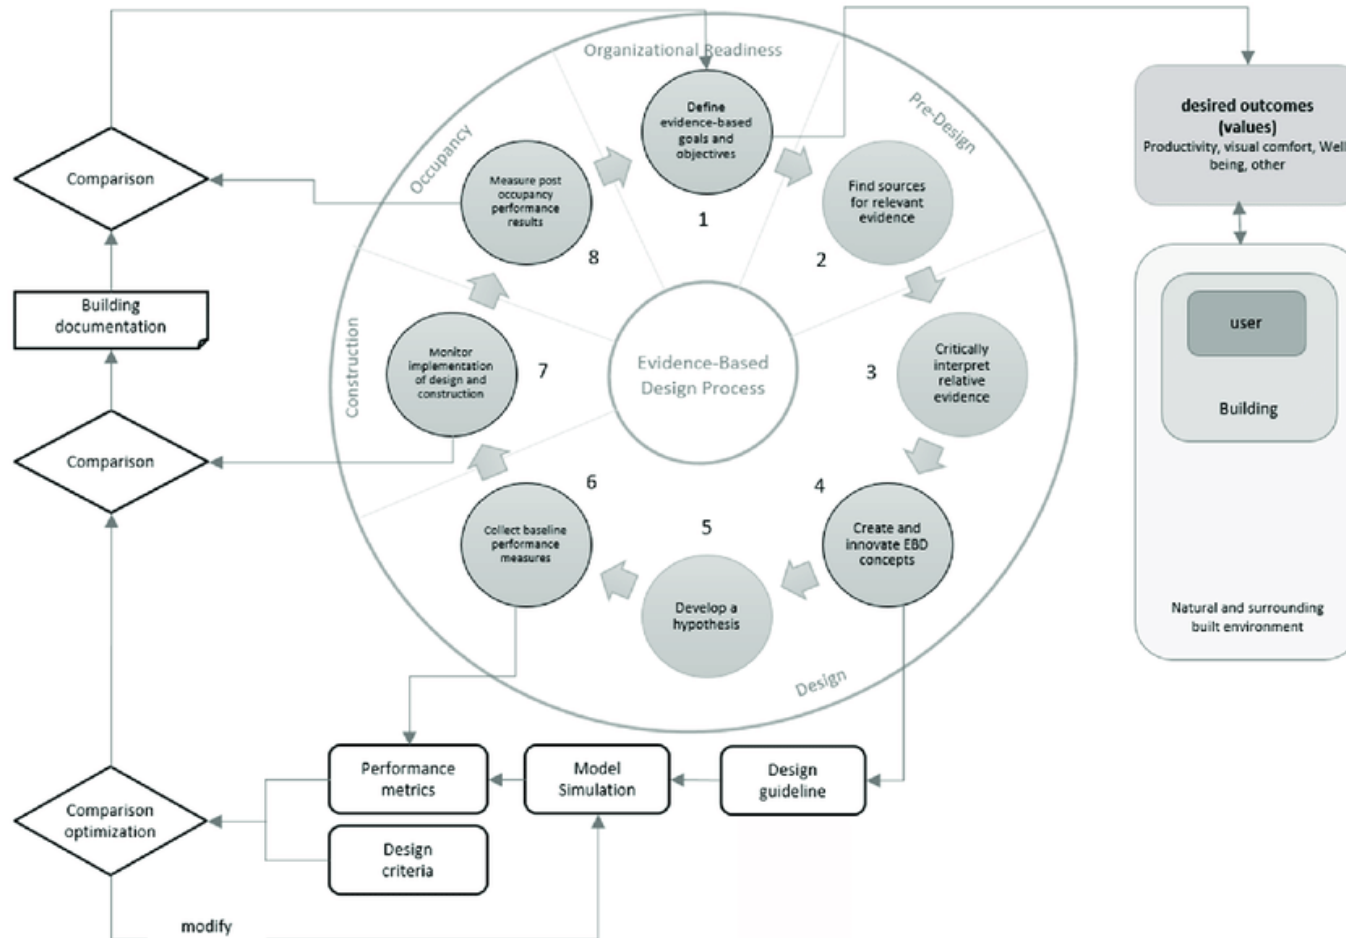 Organizational Readiness
Pre-Design
Occupancy
Construction
Design
Define
evidence-based
goals and
objectives
1
Find sources
for relevant
evidence
2
Critically
interpret
relative
evidence
3
Create and
innovate EBD
concepts
4
Develop a
hypothesis
5
Collect baseline
performance
measures
6
Monitor
implementation
of design and
construction
7
Measure post
occupancy
performance
results
8
Evidence-Based
Design Process
Comparison
Building
documentation
Comparison
Comparison
optimization
modify
Performance
metrics
Design
criteria
Model
Simulation
Design
guideline
desired outcomes
(values)
Productivity, visual comfort, Well
being, other
user
Building
Natural and surrounding
built environment